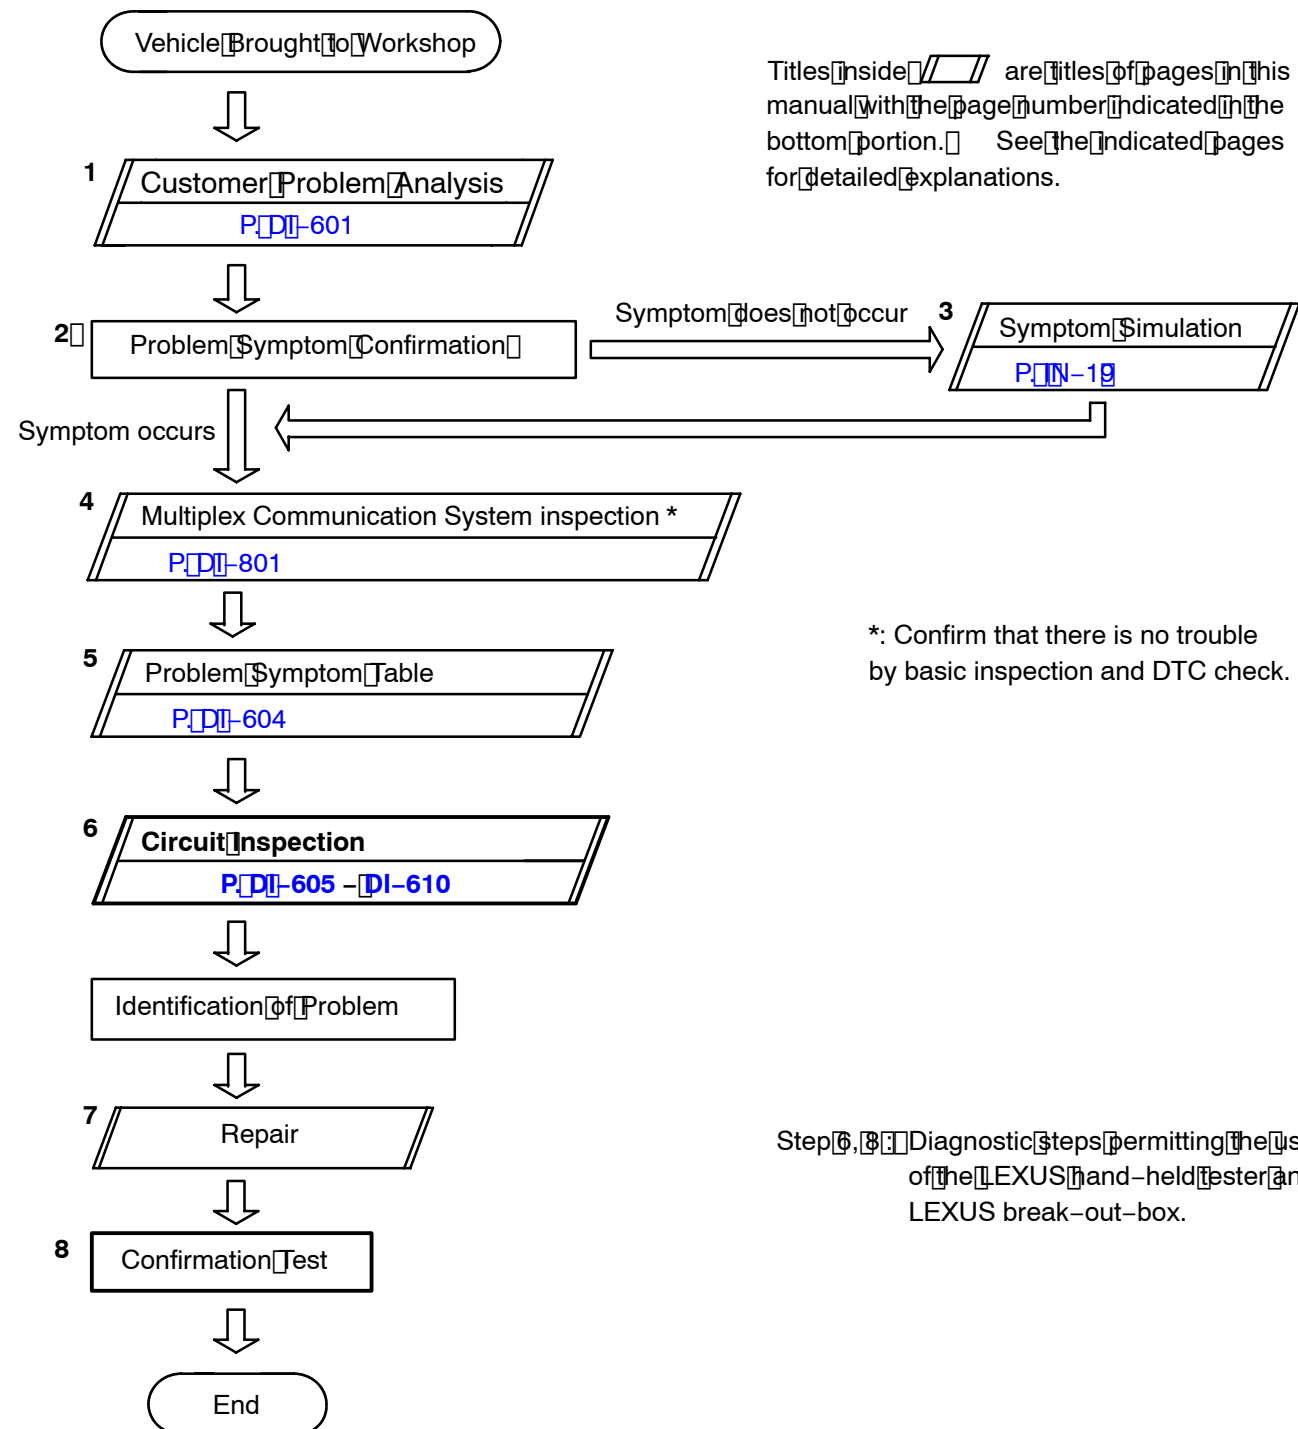 Vehicle Brought to Workshop
Titles inside are titles of pages in this
manual with the page number indicated in the
bottom portion. See the indicated pages
for detailed explanations.
1
Customer Problem Analysis
P. DI–601
2
Problem Symptom Confirmation
Symptom does not occur
3
Symptom Simulation
P. IN–19
Symptom occurs
4
Multiplex Communication System inspection *
P. DI–801
*: Confirm that there is no trouble
by basic inspection and DTC check.
5
Problem Symptom Table
P. DI–604
6
Circuit Inspection
P. DI–605 – DI–610
Identification of Problem
7
Repair
Step 6, 8 : Diagnostic steps permitting the us
of the LEXUS hand–held tester an
LEXUS break–out–box.
8
Confirmation Test
End